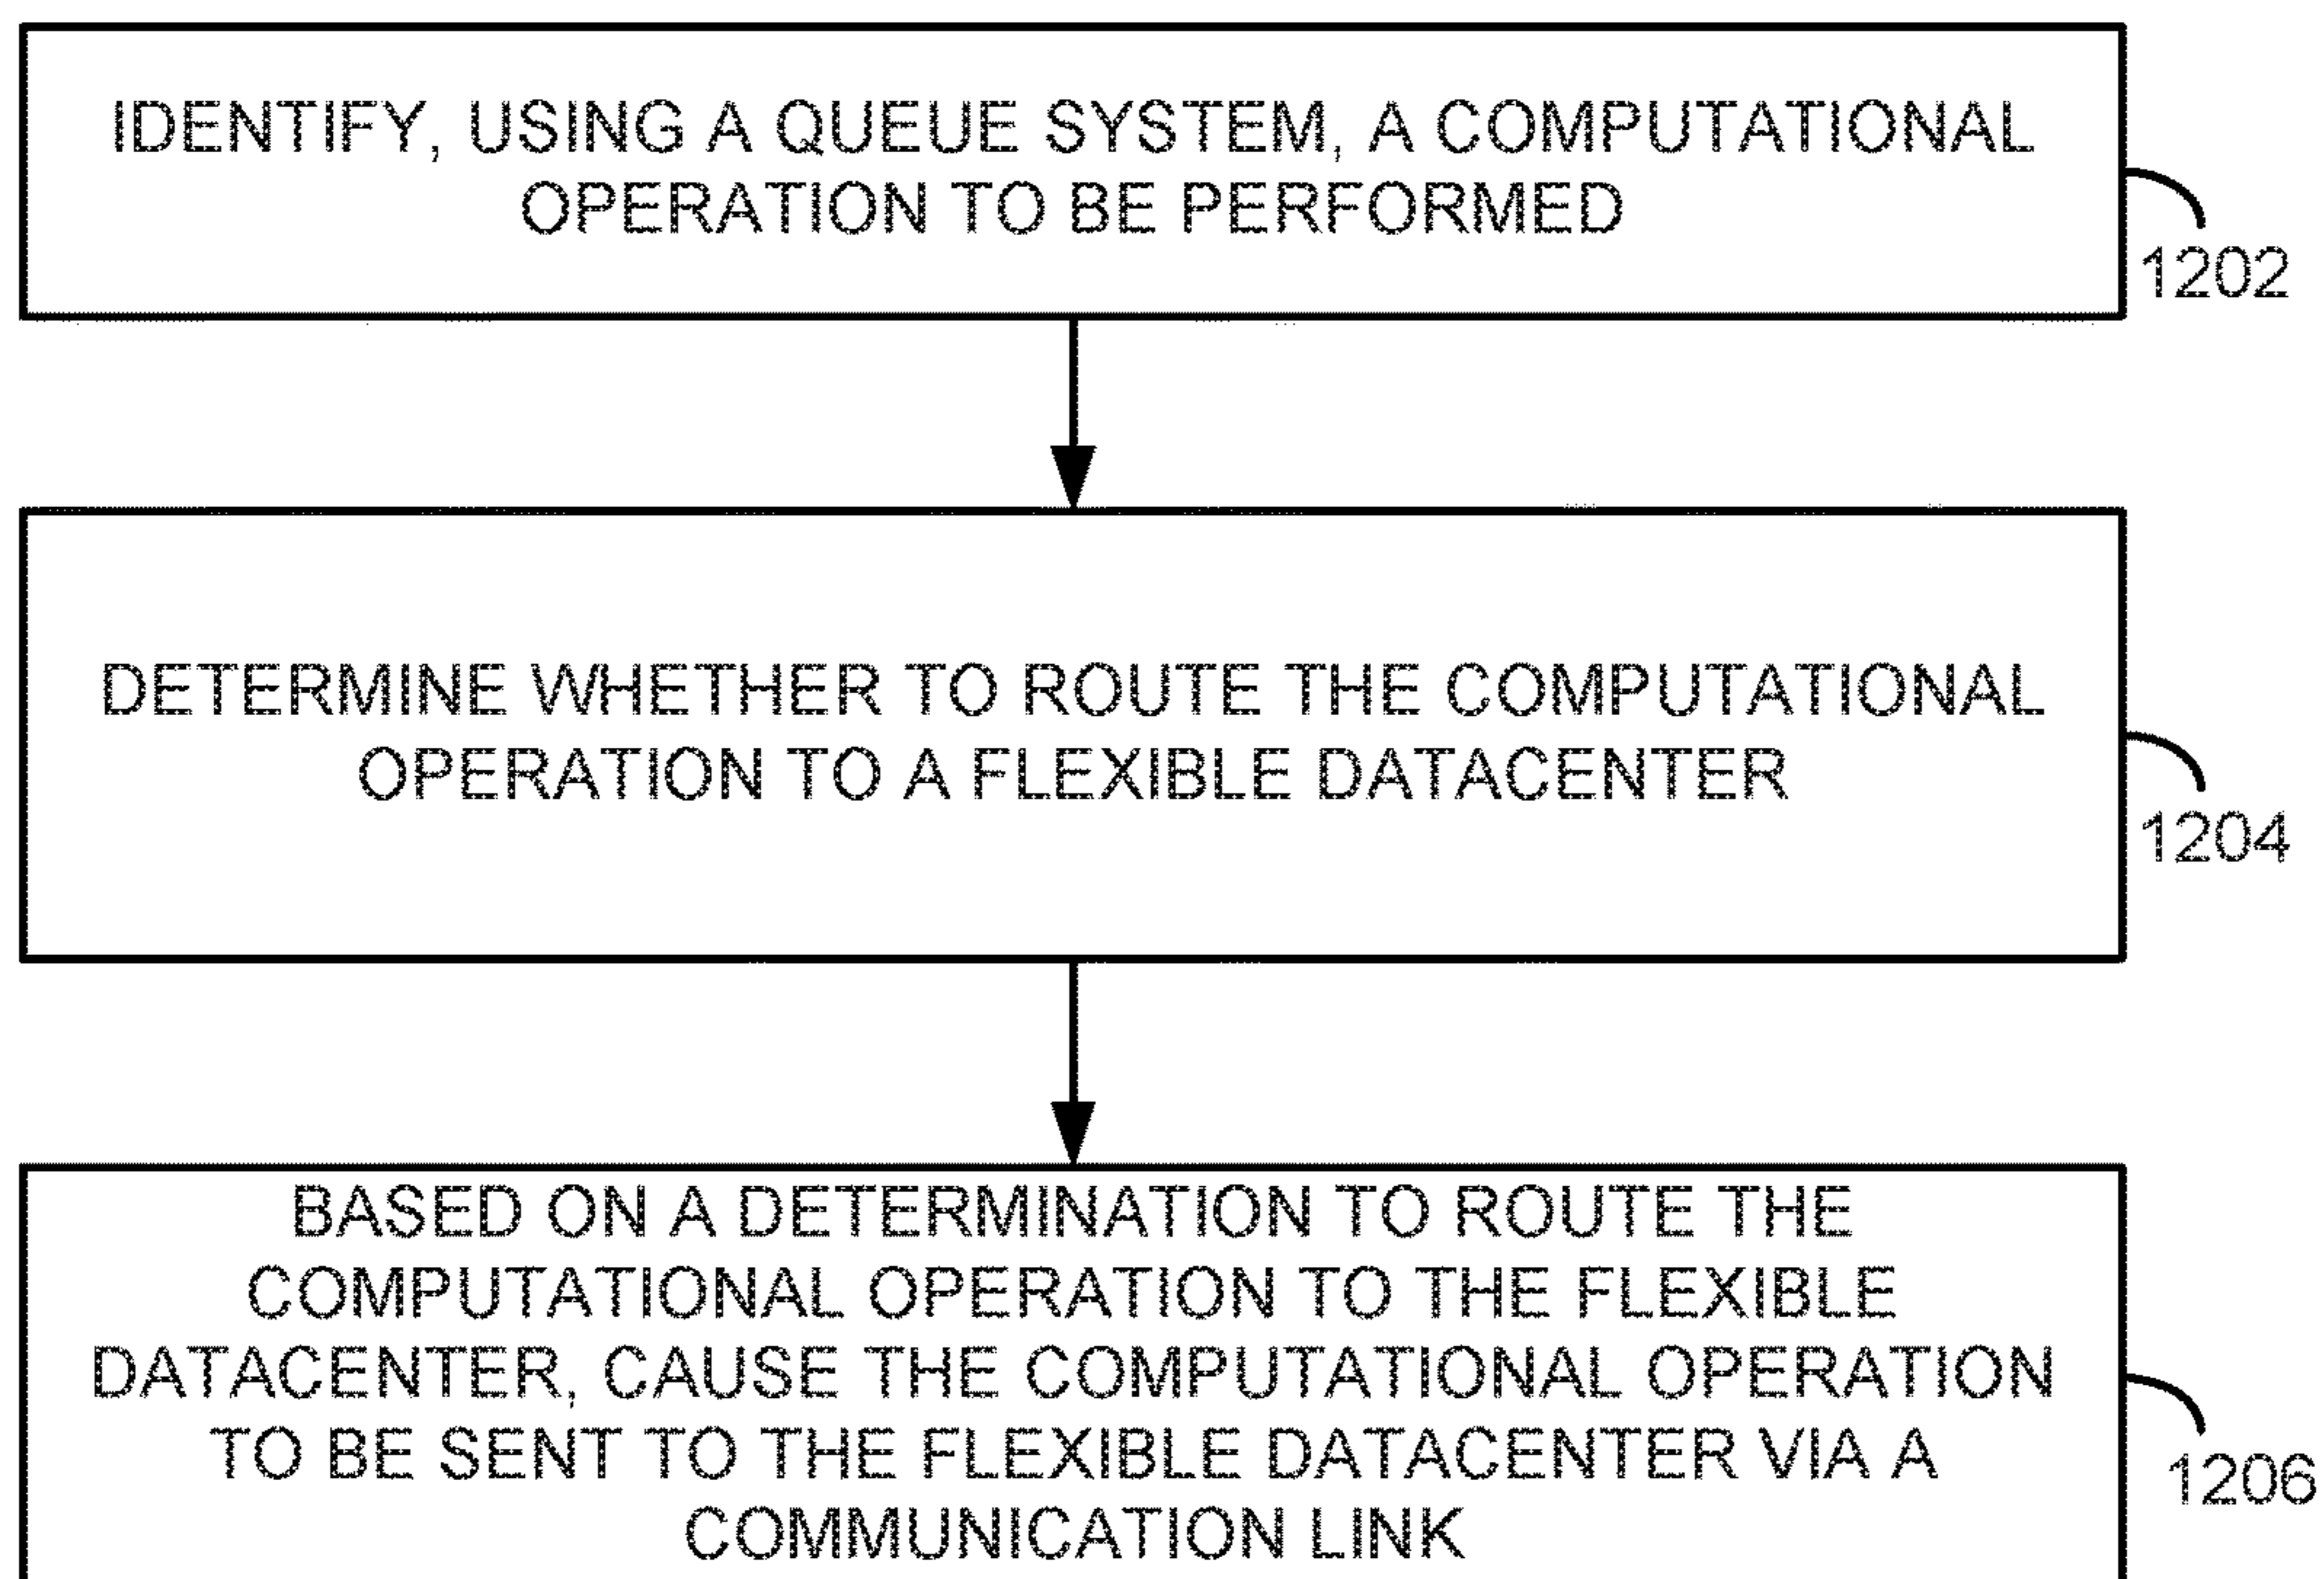 IDENTIFY, USING A QUEUE SYSTEM, A COMPUTATIONAL
OPERATION TO BE PERFORMED
1202
DETERMINE WHETHER TO ROUTE THE COMPUTATIONAL
OPERATION TO A FLEXIBLE DATACENTER
1204
BASED ON A DETERMINATION TO ROUTE THE
COMPUTATIONAL OPERATION TO THE FLEXIBLE
DATACENTER, CAUSE THE COMPUTATIONAL OPERATION
TO BE SENT TO THE FLEXIBLE DATACENTER VIA A
COMMUNICATION LINK
1206